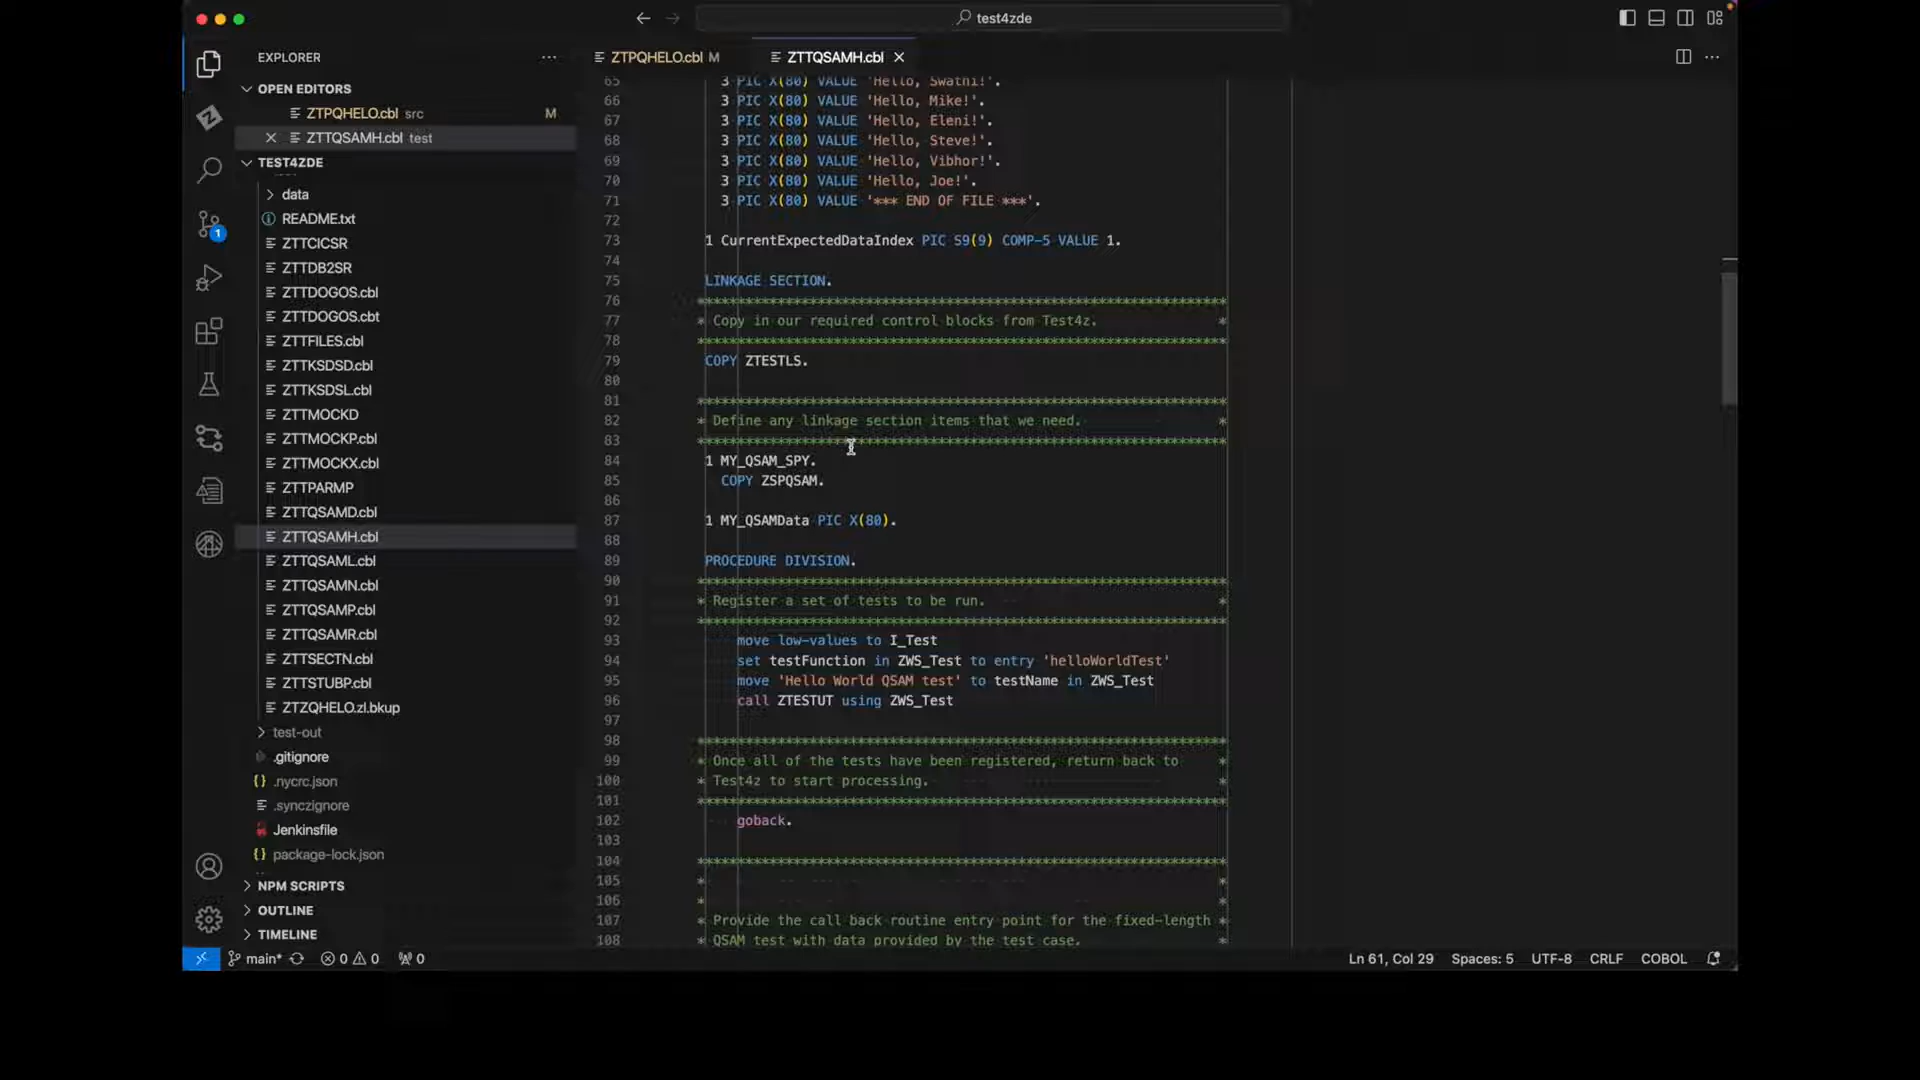 test4zde
EXPLORER
OPEN EDITORS
ZTPQHELO.cbl src M
ZTTQSAMH.cbl test
TEST4ZDE
data
README.txt
ZTTCICSR
ZTTDB2SR
ZTTDOGOS.cbl
ZTTDOGOS.cbt
ZTTFILES.cbl
ZTTKSDSD.cbl
ZTTKSDSL.cbl
ZTTMOCKD
ZTTMOCKP.cbl
ZTTMOCKX.cbl
ZTTPARMP
ZTTQSAMD.cbl
ZTTQSAMH.cbl
ZTTQSAML.cbl
ZTTQSAMN.cbl
ZTTQSAMP.cbl
ZTTQSAMR.cbl
ZTTSECTN.cbl
ZTTSTUBP.cbl
ZTZQHELO.zl.bkup
test-out
.gitignore
{} .nycrc.json
.synczignore
Jenkinsfile
{} package-lock.json
NPM SCRIPTS
OUTLINE
TIMELINE
1
ZTPQHELO.cbl M
ZTTQSAMH.cbl
65 3 PIC X(80) VALUE 'Hello, Swathi!'.
66 3 PIC X(80) VALUE 'Hello, Mike!'.
67 3 PIC X(80) VALUE 'Hello, Eleni!'.
68 3 PIC X(80) VALUE 'Hello, Steve!'.
69 3 PIC X(80) VALUE 'Hello, Vibhor!'.
70 3 PIC X(80) VALUE 'Hello, Joe!'.
71 3 PIC X(80) VALUE '*** END OF FILE ***'.
72
73 1 CurrentExpectedDataIndex PIC S9(9) COMP-5 VALUE 1.
74
75 LINKAGE SECTION.
76 *****************************************************************
77 * Copy in our required control blocks from Test4z. *
78 *****************************************************************
79 COPY ZTESTLS.
80
81 *****************************************************************
82 * Define any linkage section items that we need. *
83 *****************************************************************
84 1 MY_QSAM_SPY.
85 COPY ZSPQSAM.
86
87 1 MY_QSAMData PIC X(80).
88
89 PROCEDURE DIVISION.
90 *****************************************************************
91 * Register a set of tests to be run. *
92 *****************************************************************
93 move low-values to I_Test
94 set testFunction in ZWS_Test to entry 'helloWorldTest'
95 move 'Hello World QSAM test' to testName in ZWS_Test
96 call ZTESTUT using ZWS_Test
97
98 *****************************************************************
99 * Once all of the tests have been registered, return back to *
100 * Test4z to start processing. *
101 *****************************************************************
102 goback.
103
104 *****************************************************************
105 * *
106 * *
107 * Provide the call back routine entry point for the fixed-length *
108 * QSAM test with data provided by the test case. *
main* 0 0 0
Ln 61, Col 29 Spaces: 5 UTF-8 CRLF COBOL